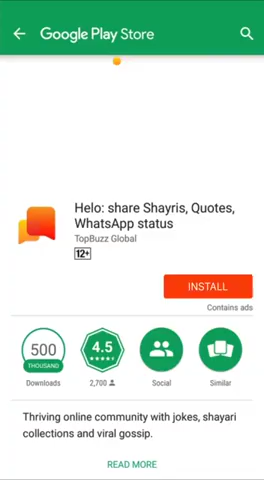 Google Play Store
Helo: share Shayris, Quotes,
WhatsApp status
TopBuzz Global
12+
INSTALL
Contains ads
500
THOUSAND
Downloads
4.5
2,700
Social
Similar
Thriving online community with jokes, shayari
collections and viral gossip.
READ MORE